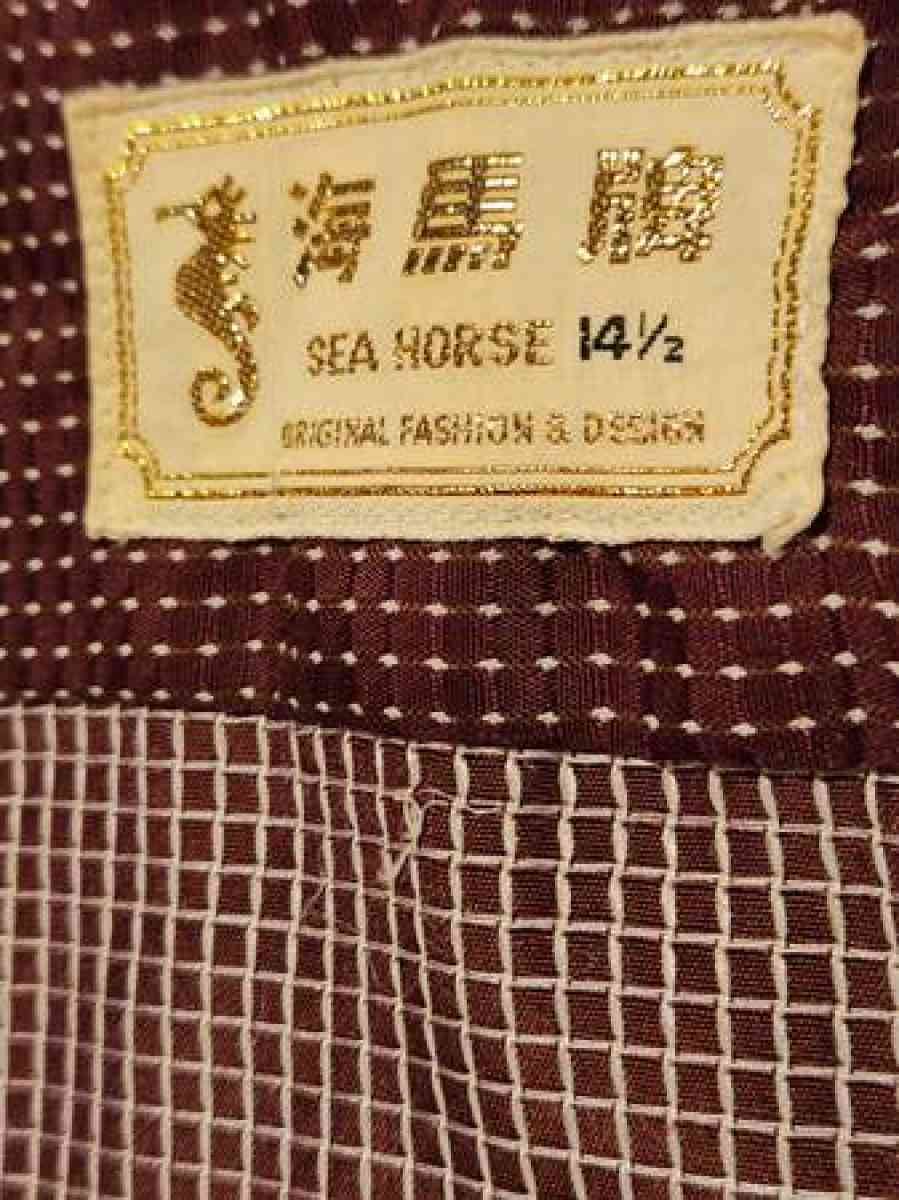 海馬牌
SEA HORSE 14½
ORIGINAL FASHION & DESIGN